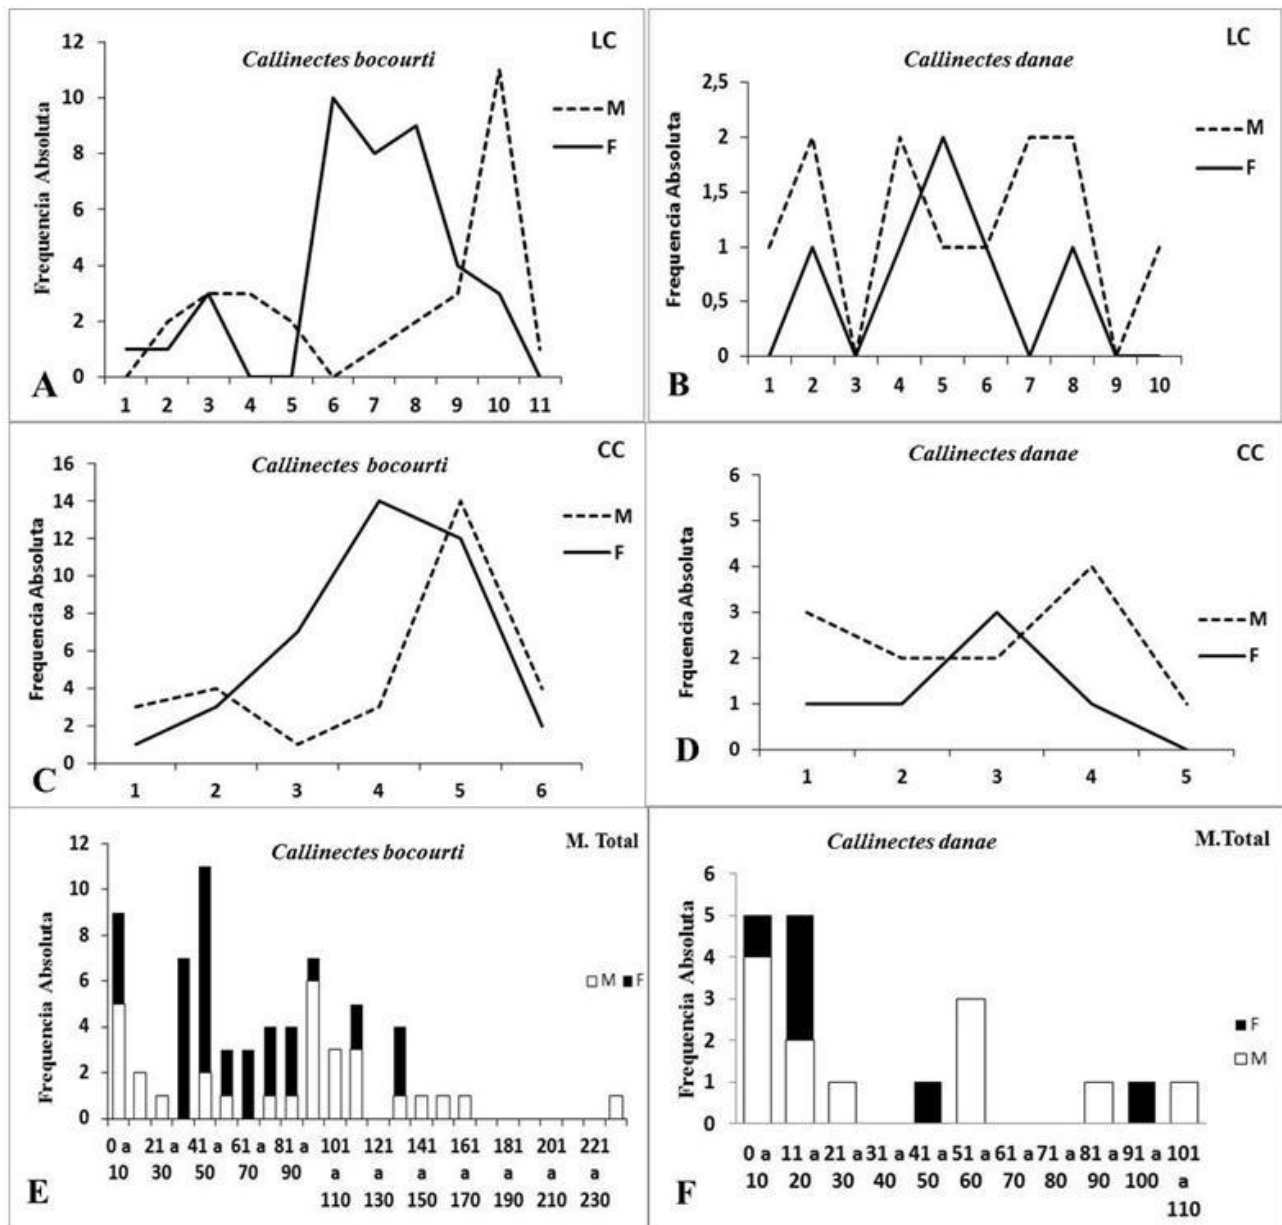 LC
Callinectes bocourti
12
10
8
6
4
2
0
Frequencia Absoluta
M
F
1 2 3 4 5 6 7 8 9 10 11
A
LC
Callinectes danae
2,5
2
1,5
1
0,5
0
Frequencia Absoluta
M
F
1 2 3 4 5 6 7 8 9 10
B
CC
Callinectes bocourti
16
14
12
10
8
6
4
2
0
Frequencia Absoluta
M
F
1 2 3 4 5 6
C
CC
Callinectes danae
6
5
4
3
2
1
0
Frquencia Absoluta
M
F
1 2 3 4 5
D
M. Total
Callinectes bocourti
12
10
8
6
4
2
0
Frequencia Absoluta
M F
0 a 21 a 41 a 61 a 81 a 101 121 141 161 181 201 221
10 30 50 70 90 a a a a a a a
110 130 150 170 190 210 230
E
M.Total
Callinectes danae
6
5
4
3
2
1
0
Frequencia Absoluta
F
M
0 a 11 a 21 a 31 a 41 a 51 a 61 a 71 a 81 a 91 a 101
10 20 30 40 50 60 70 80 90 100 a
110
F